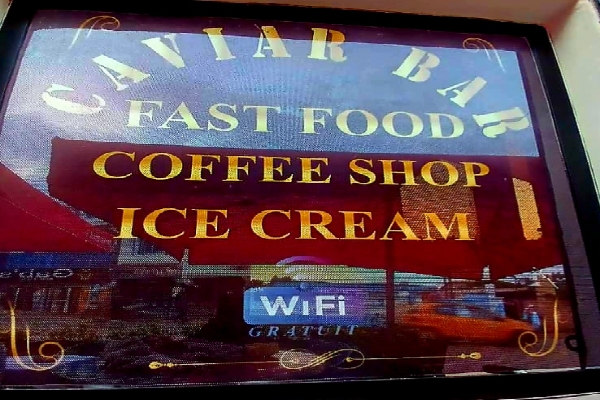 CAVIAR BAR
FAST FOOD
COFFEE SHOP
ICE CREAM
WiFi
GRATUIT